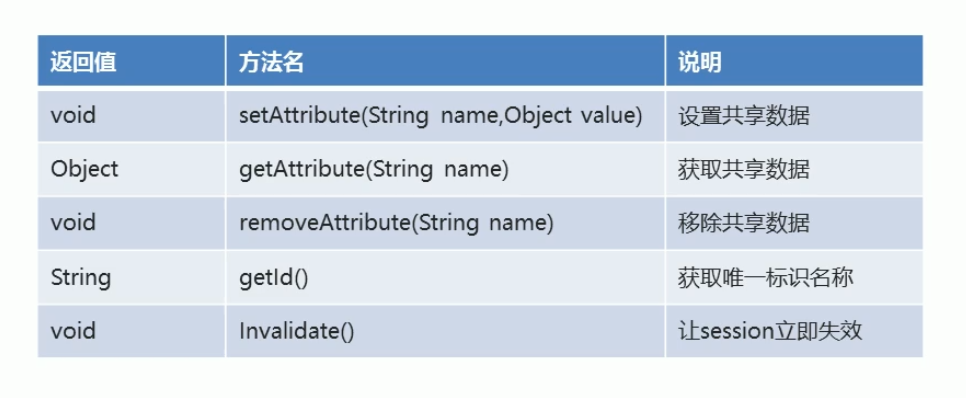 返回值 方法名 说明
void setAttribute(String name,Object value) 设置共享数据
Object getAttribute(String name) 获取共享数据
void removeAttribute(String name) 移除共享数据
String getId() 获取唯一标识名称
void Invalidate() 让session立即失效